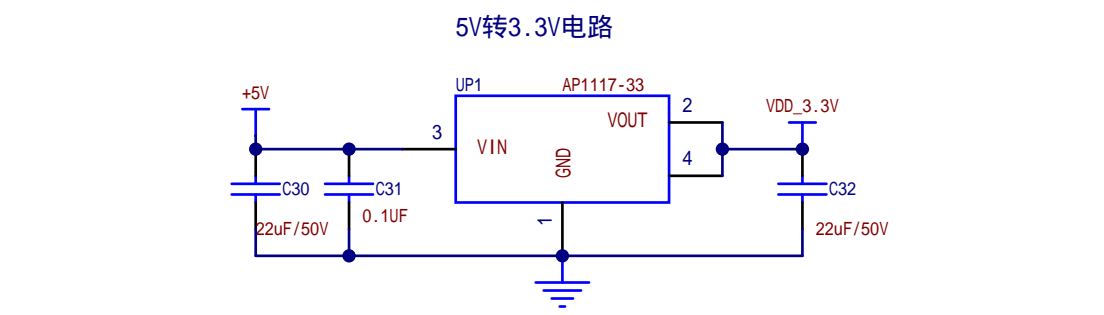 5V转3.3V电路
+5V
UP1
AP1117-33
VDD_3.3V
3
VIN
GND
VOUT
2
4
1
C30
22uF/50V
C31
0.1UF
C32
22uF/50V